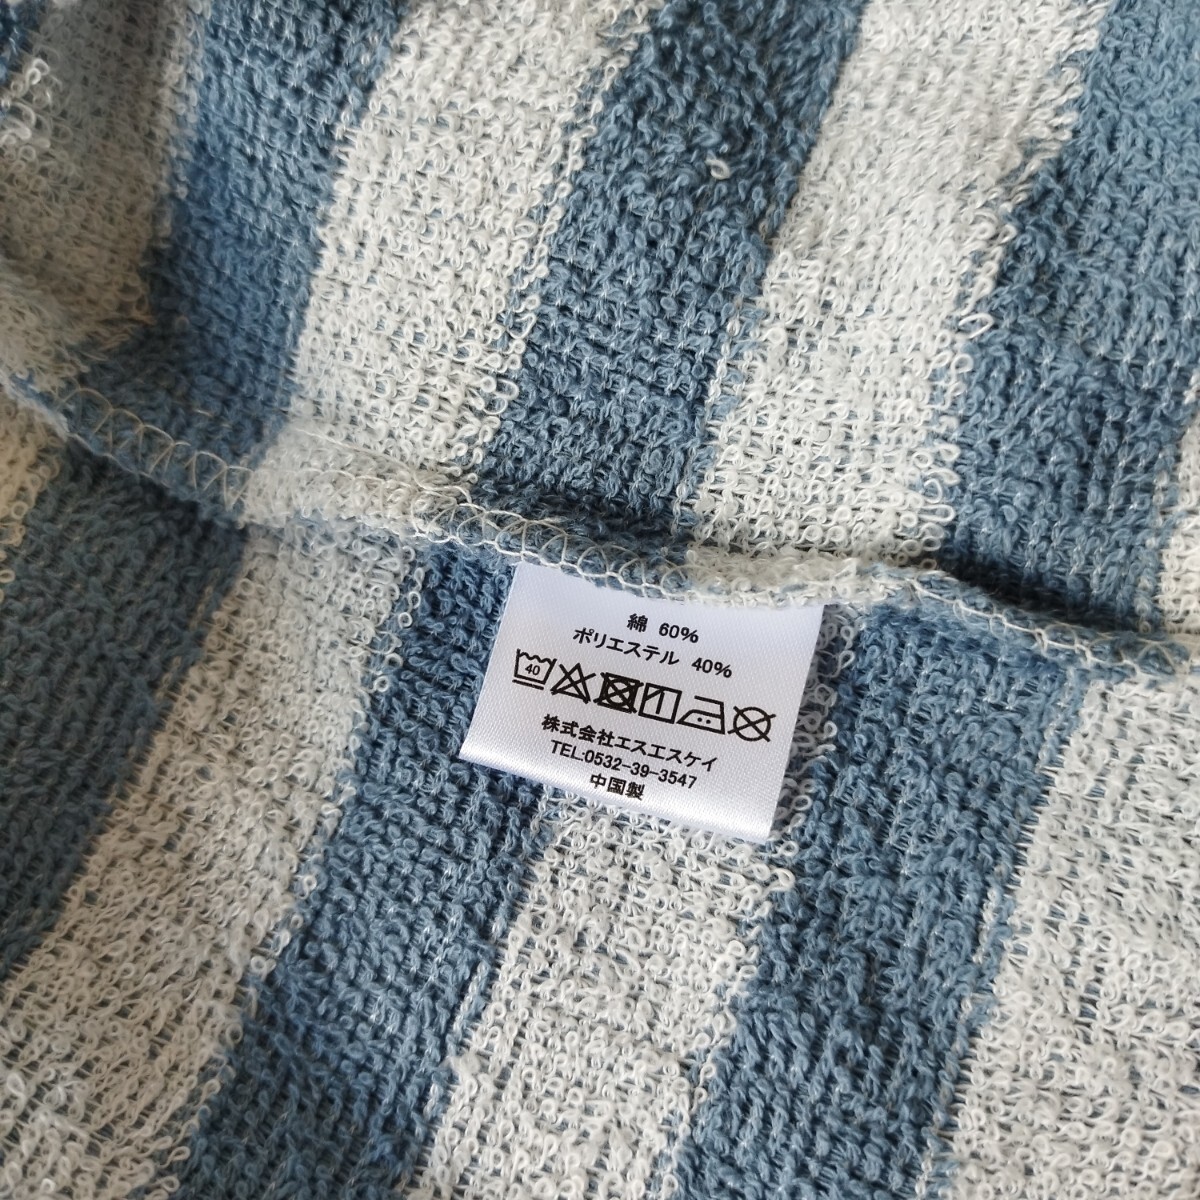 綿 60%
ポリエステル 40%
40
株式会社エスエスケイ
TEL:0532-39-3547
中国製